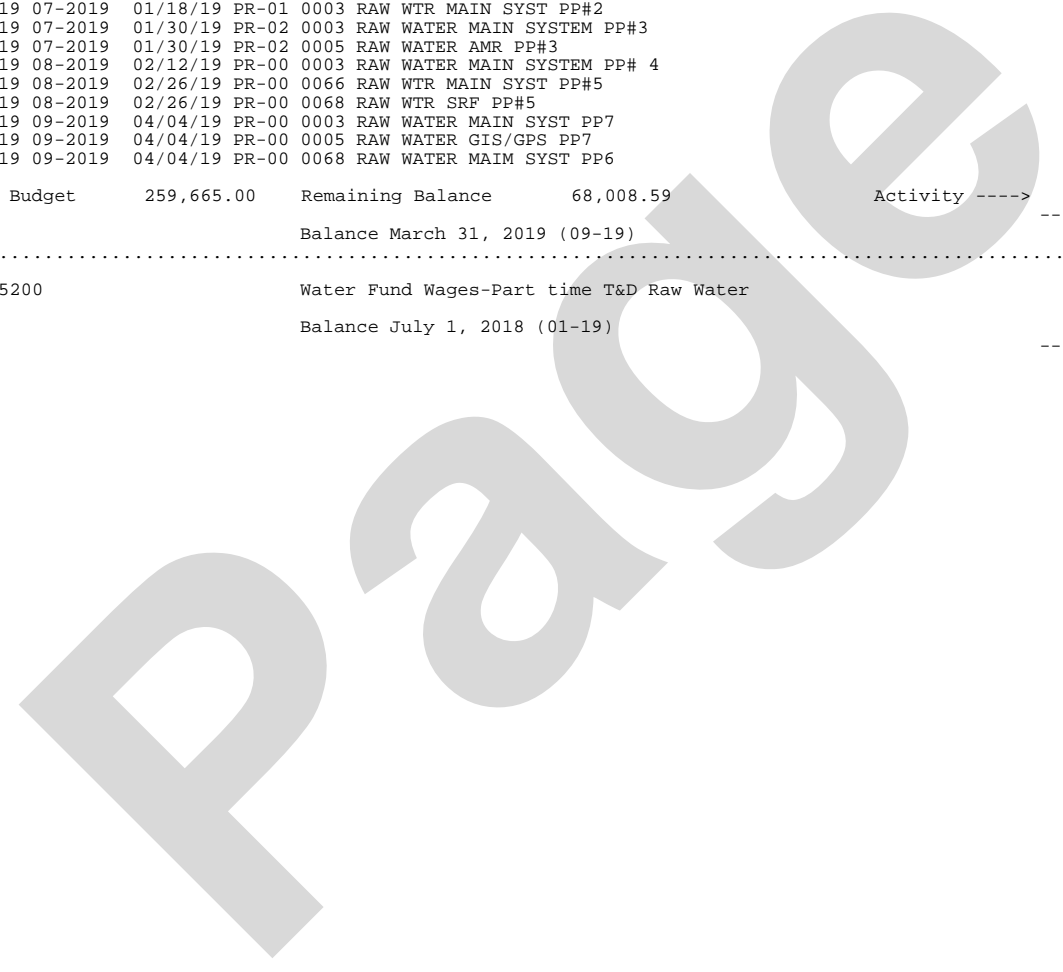 19 07-2019 01/18/19 PR-01 0003 RAW WTR MAIN SYST PP#2
19 07-2019 01/30/19 PR-02 0003 RAW WATER MAIN SYSTEM PP#3
19 07-2019 01/30/19 PR-02 0005 RAW WATER AMR PP#3
19 08-2019 02/12/19 PR-00 0003 RAW WATER MAIN SYSTEM PP# 4
19 08-2019 02/26/19 PR-00 0066 RAW WTR MAIN SYST PP#5
19 08-2019 02/26/19 PR-00 0068 RAW WTR SRF PP#5
19 09-2019 04/04/19 PR-00 0003 RAW WATER MAIN SYST PP7
19 09-2019 04/04/19 PR-00 0005 RAW WATER GIS/GPS PP7
19 09-2019 04/04/19 PR-00 0068 RAW WATER MAIM SYST PP6
Budget 259,665.00 Remaining Balance 68,008.59 Activity ---->
--
Balance March 31, 2019 (09-19)
...............................................................................................
5200 Water Fund Wages-Part time T&D Raw Water
Balance July 1, 2018 (01-19)
--
Page